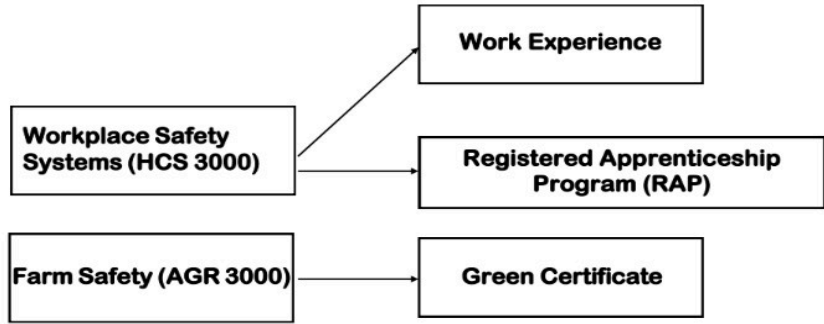 Work Experience
Workplace Safety
Systems (HCS 3000)
Registered Apprenticeship
Program (RAP)
Farm Safety (AGR 3000)
Green Certificate